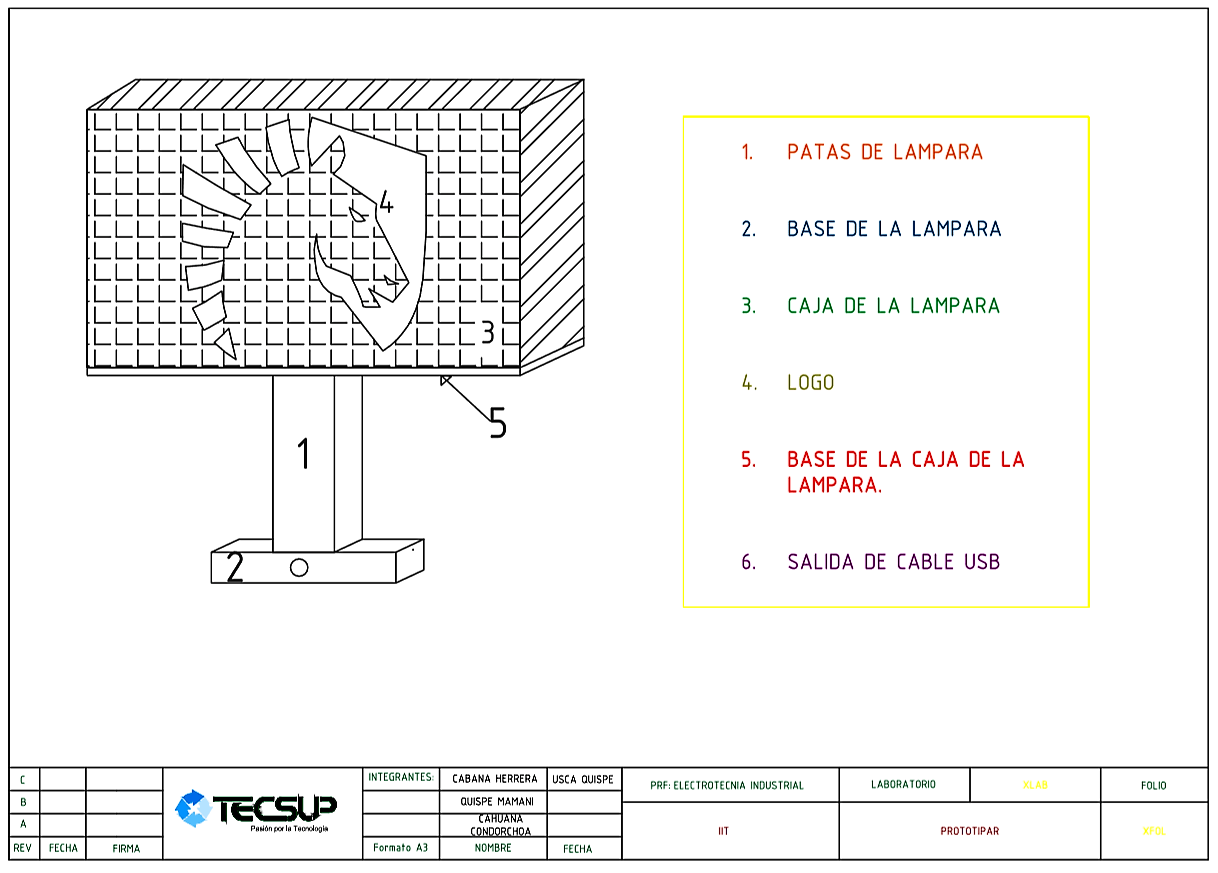 4
3
5
1
2
1. PATAS DE LAMPARA
2. BASE DE LA LAMPARA
3. CAJA DE LA LAMPARA
4. LOGO
5. BASE DE LA CAJA DE LA
LAMPARA.
6. SALIDA DE CABLE USB
C
B
A
REV FECHA FIRMA
TECSUP
Pasión por la Tecnología
INTEGRANTES: CABANA HERRERA USCA QUISPE
QUISPE MAMANI
CAHUANA
CONDORCHOA
Formato A3 NOMBRE FECHA
PRF: ELECTROTECNIA INDUSTRIAL LABORATORIO XLAB FOLIO
IIT PROTOTIPAR XFOL